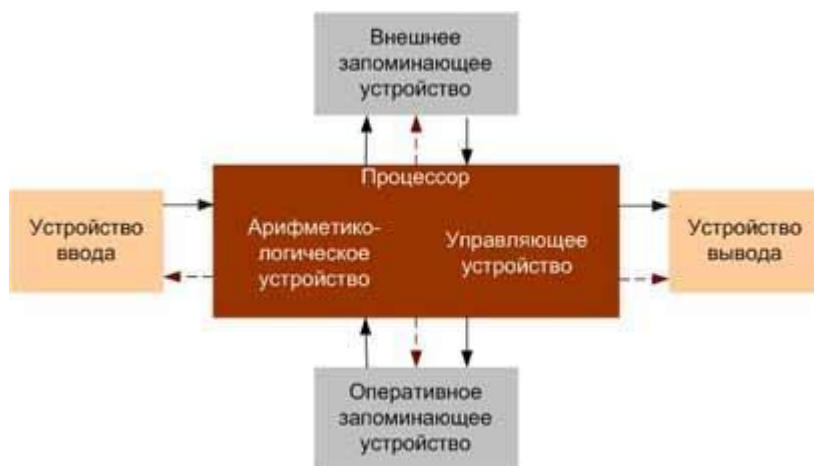 Внешнее
запоминающее
устройство
Процессор
Устройство
ввода
Арифметико-
логическое
устройство
Управляющее
устройство
Устройство
вывода
Оперативное
запоминающее
устройство